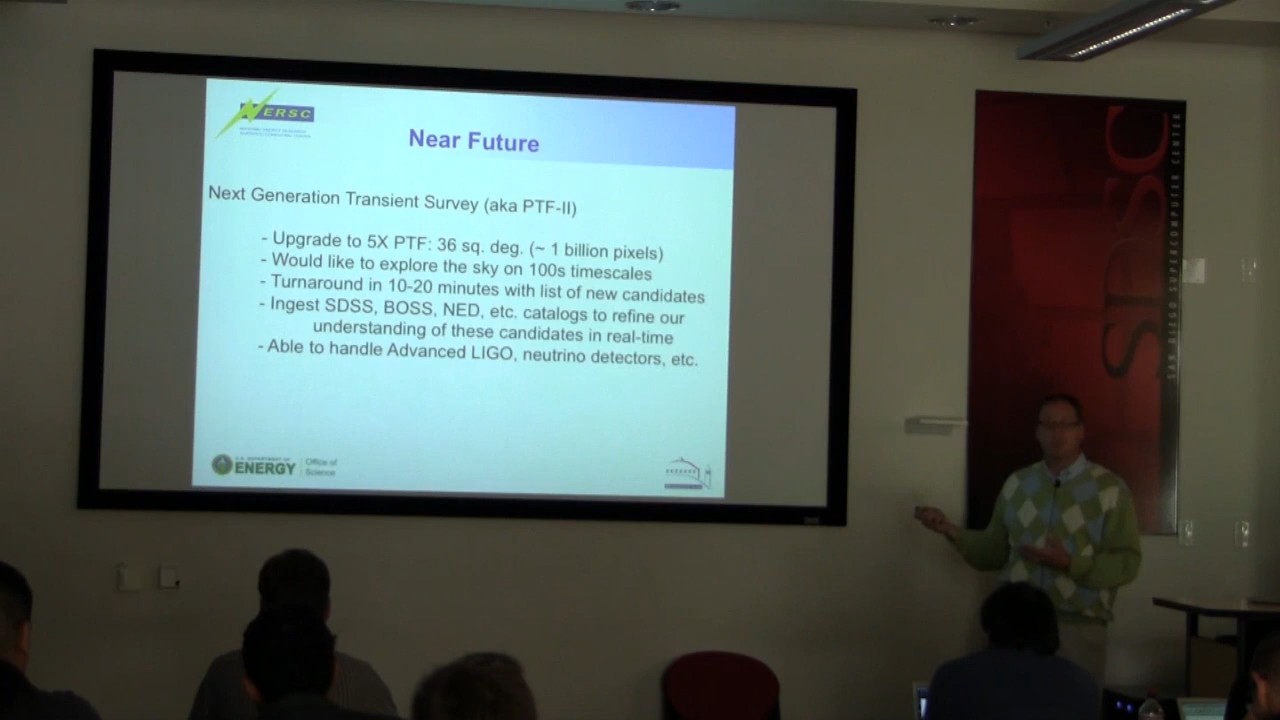 NERSC
Near Future
Next Generation Transient Survey (aka PTF-II)
- Upgrade to 5X PTF: 36 sq. deg. (~ 1 billion pixels)
- Would like to explore the sky on 100s timescales
- Turnaround in 10-20 minutes with list of new candidates
- Ingest SDSS, BOSS, NED, etc. catalogs to refine our
understanding of these candidates in real-time
- Able to handle Advanced LIGO, neutrino detectors, etc.
U.S. DEPARTMENT OF
ENERGY
Office of
Science
SDSC
SAN DIEGO SUPERCOMPUTER CENTER